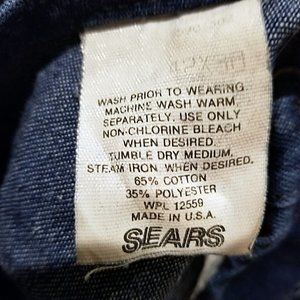 WASH PRIOR TO WEARING.
MACHINE WASH WARM,
SEPARATELY. USE ONLY
NON-CHLORINE BLEACH
WHEN DESIRED.
TUMBLE DRY MEDIUM,
STEAM IRON, WHEN DESIRED.
65% COTTON
35% POLYESTER
WPL 12559
MADE IN U.S.A.
SEARS